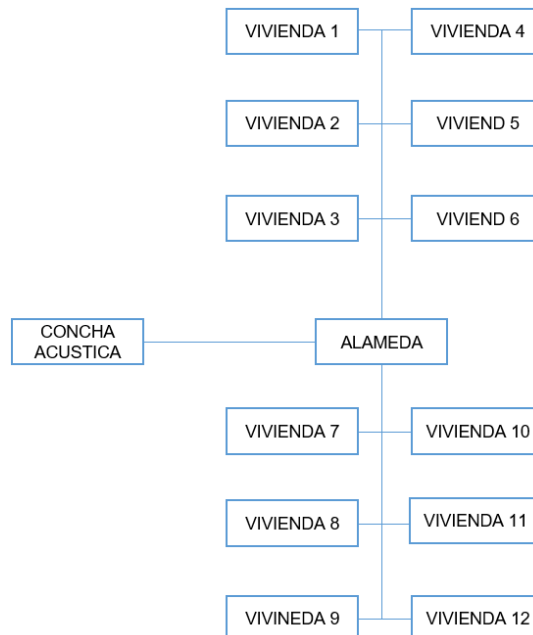 VIVIENDA 1
VIVIENDA 4
VIVIENDA 2
VIVIEND 5
VIVIENDA 3
VIVIEND 6
CONCHA
ACUSTICA
ALAMEDA
VIVIENDA 7
VIVIENDA 10
VIVIENDA 8
VIVIENDA 11
VIVINEDA 9
VIVIENDA 12